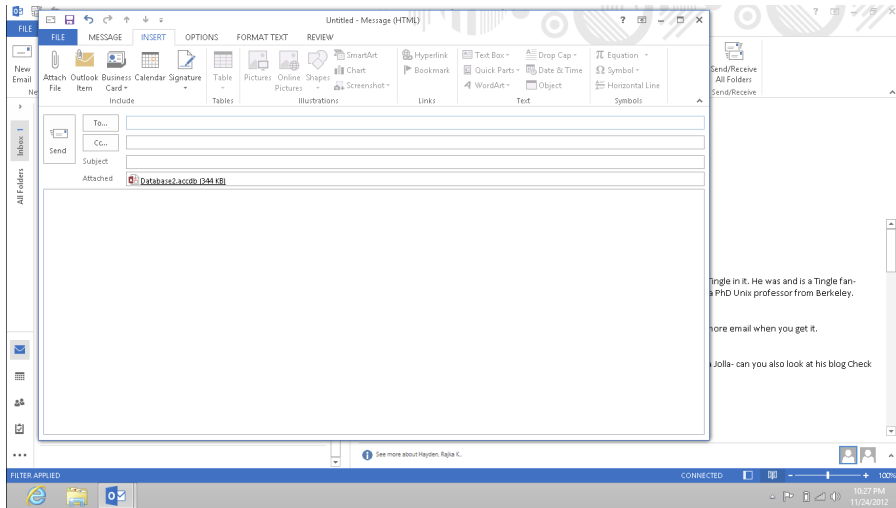 Untitled - Message (HTML)
FILE MESSAGE INSERT OPTIONS FORMAT TEXT REVIEW
FILE
New Email
Attach File
Outlook Item
Business Card
Calendar
Signature
Table
Pictures
Online Pictures
Shapes
SmartArt
Chart
Screenshot
Hyperlink
Bookmark
Text Box
Quick Parts
WordArt
Drop Cap
Date & Time
Object
Equation
Symbol
Horizontal Line
Include Tables Illustrations Links Text Symbols
Send/Receive
All Folders
Send/Receive
Ne
Send
To...
Cc...
Subject
Attached Database2.accdb (344 KB)
Inbox 1
All Folders
Tingle in it. He was and is a Tingle fan-
a PhD Unix professor from Berkeley.
more email when you get it.
Jolla- can you also look at his blog Check
See more about Hayden, Rajka K..
FILTER APPLIED
CONNECTED
100%
10:27 PM
11/24/2012